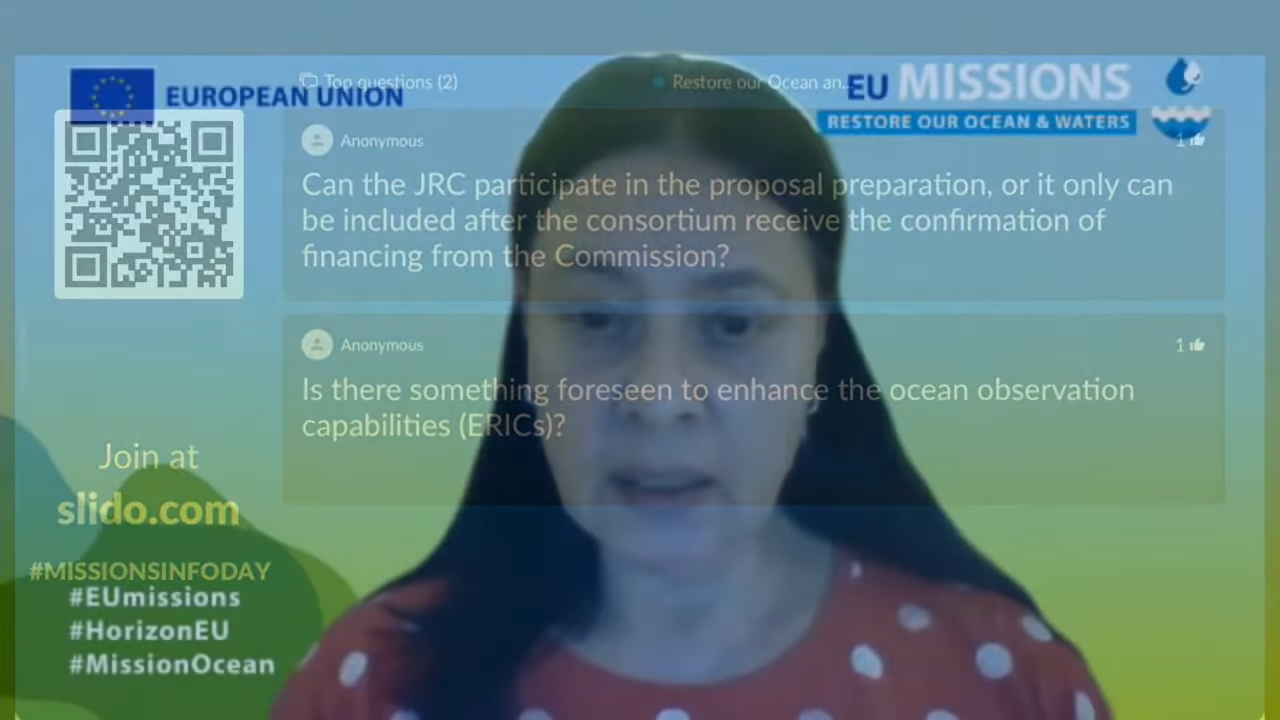 Top questions (2)
Restore our Ocean an...
EUROPEAN UNION
EU MISSIONS
RESTORE OUR OCEAN & WATERS
Anonymous
1
Can the JRC participate in the proposal preparation, or it only can
be included after the consortium receive the confirmation of
financing from the Commission?
Anonymous
1
Is there something foreseen to enhance the ocean observation
capabilities (ERICs)?
Join at
slido.com
#MISSIONSINFODAY
#EUmissions
#HorizonEU
#MissionOcean